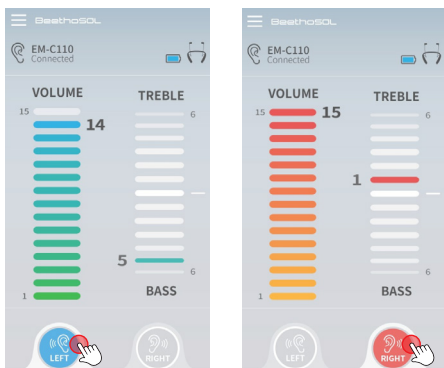 BeethoSOL
EM-C110
Connected
VOLUME
TREBLE
15
14
6
5
6
1
BASS
LEFT
RIGHT
BeethoSOL
EM-C110
Connected
VOLUME
TREBLE
15
15
6
1
6
1
BASS
LEFT
RIGHT